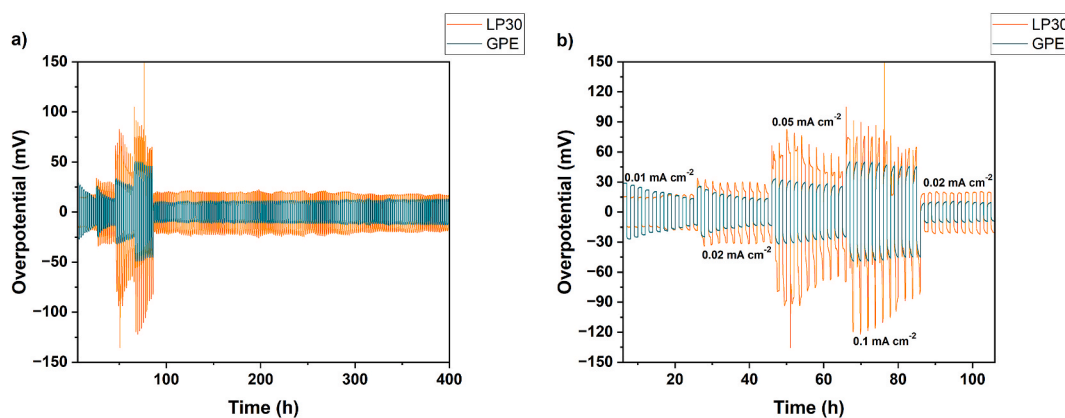 a)
LP30
GPE
Overpotential (mV)
150
100
50
0
−50
−100
−150
100
200
300
400
Time (h)
b)
LP30
GPE
Overpotential (mV)
150
120
90
60
30
0
−30
−60
−90
−120
−150
0.01 mA cm⁻²
0.02 mA cm⁻²
0.05 mA cm⁻²
0.1 mA cm⁻²
0.02 mA cm⁻²
20
40
60
80
100
Time (h)